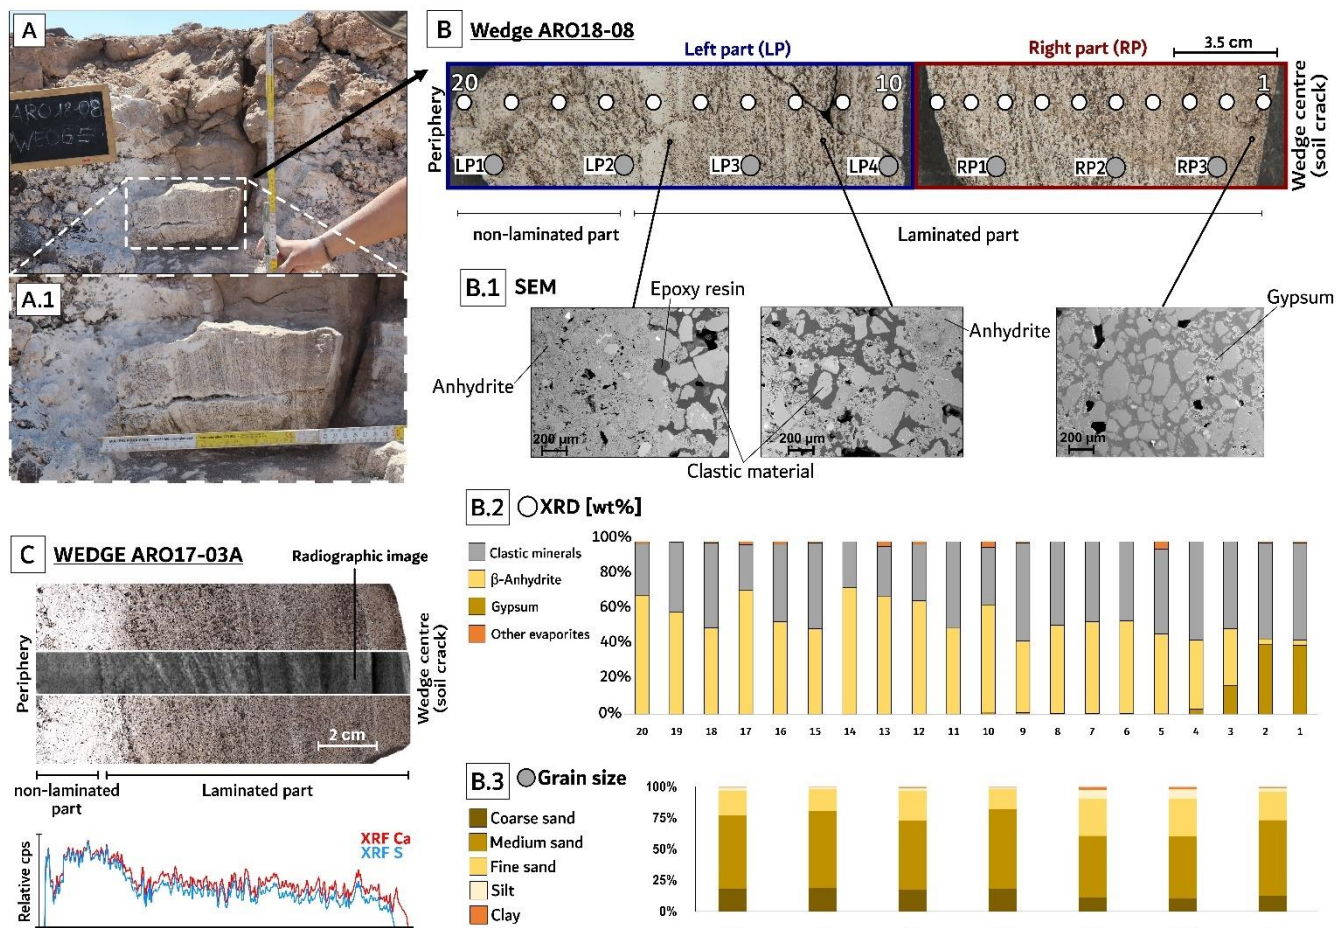 A
ARO18-08
WEDGE
A.1
B Wedge ARO18-08
Left part (LP)
Right part (RP)
3.5 cm
Periphery
20
10
1
LP1
LP2
LP3
LP4
RP1
RP2
RP3
Wedge centre
(soil crack)
non-laminated part
Laminated part
B.1 SEM
Epoxy resin
Anhydrite
Anhydrite
Gypsum
200 µm
200 µm
200 µm
Clastic material
B.2 XRD [wt%]
Clastic minerals
β-Anhydrite
Gypsum
Other evaporites
100%
80%
60%
40%
20%
0%
20 19 18 17 16 15 14 13 12 11 10 9 8 7 6 5 4 3 2 1
B.3 Grain size
Coarse sand
Medium sand
Fine sand
Silt
Clay
100%
75%
50%
25%
0%
C WEDGE ARO17-03A
Radiographic image
Periphery
Wedge centre
(soil crack)
2 cm
non-laminated
part
Laminated part
XRF Ca
XRF S
Relative cps